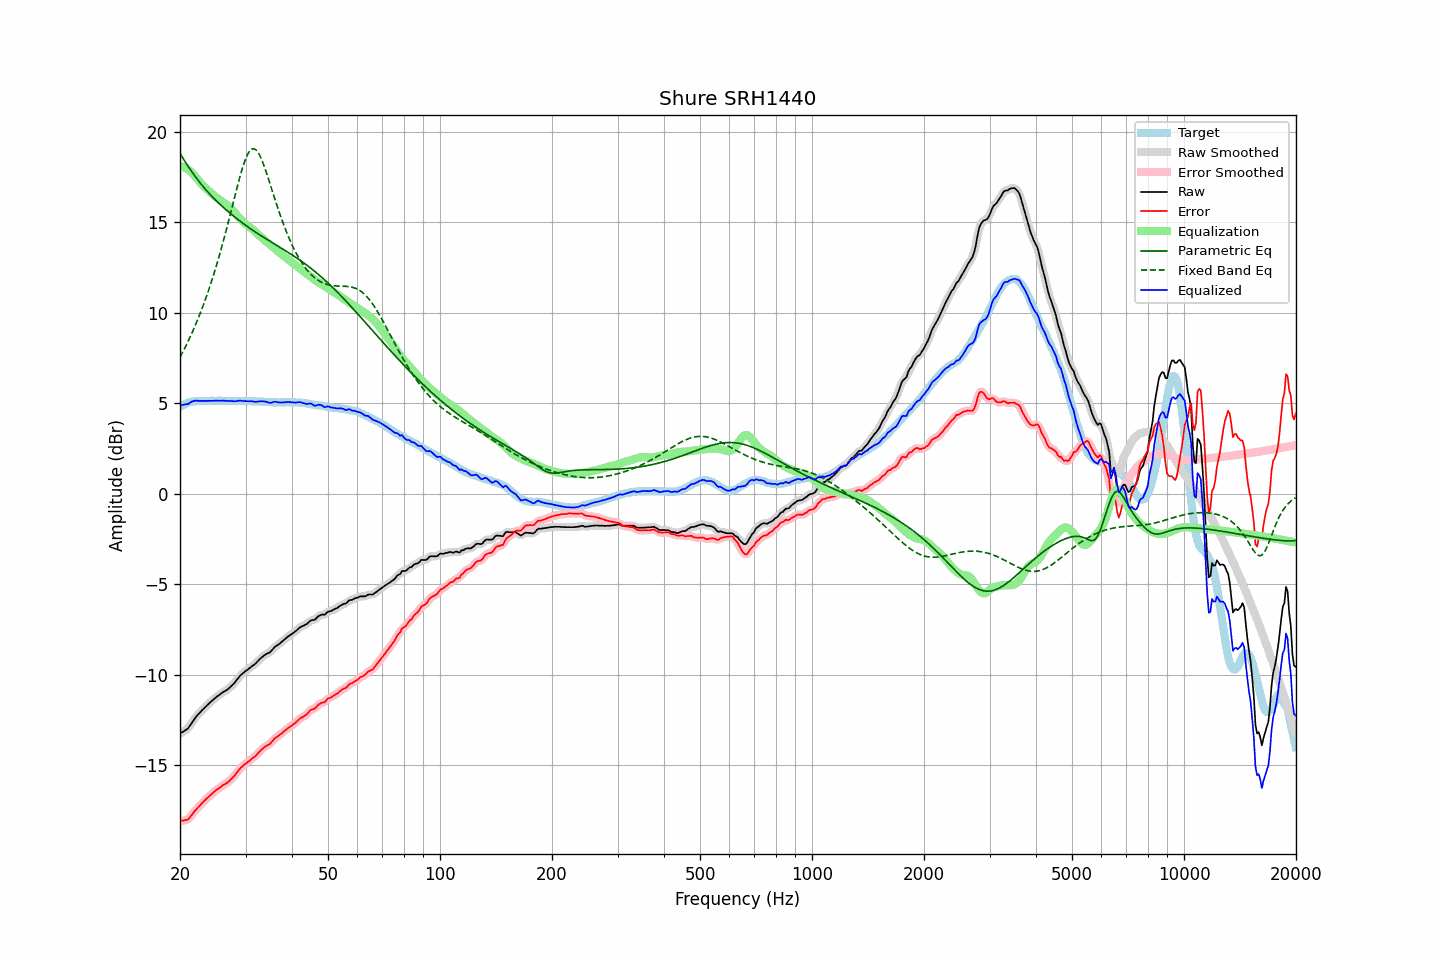 Shure SRH1440
Amplitude (dBr)
20
15
10
5
0
−5
−10
−15
Target
Raw Smoothed
Error Smoothed
Raw
Error
Equalization
Parametric Eq
Fixed Band Eq
Equalized
20 50 100 200 500 1000 2000 5000 10000 20000
Frequency (Hz)